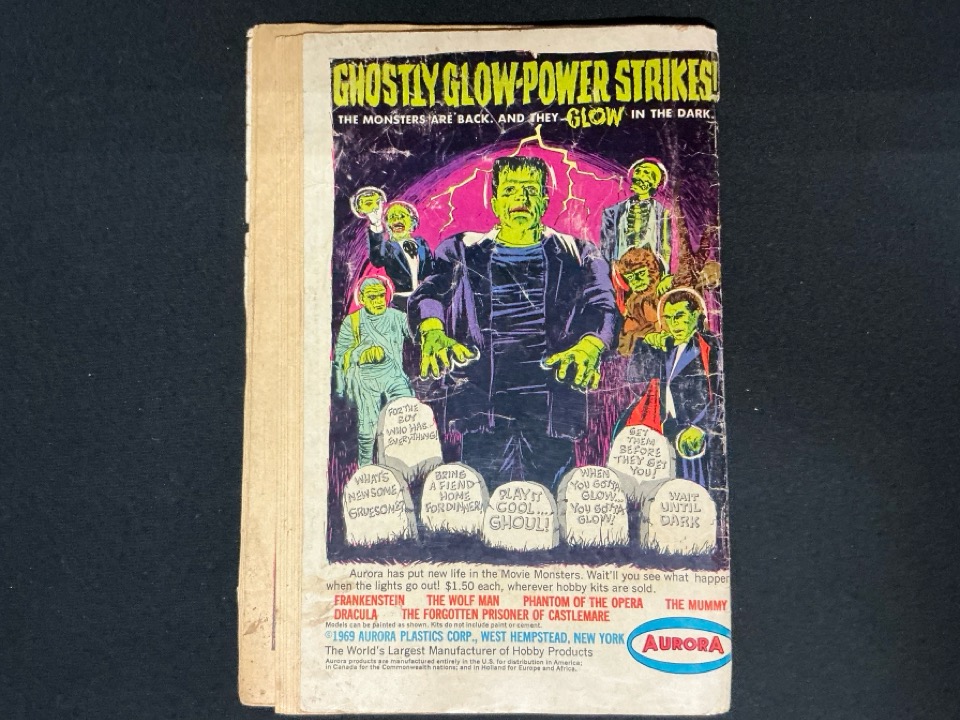 GHOSTLY GLOW-POWER STRIKES!
THE MONSTERS ARE BACK. AND THEY GLOW IN THE DARK.
FOR THE
BOY
WHO HAS
EVERYTHING!
GET
THEM
BEFORE
THEY GET
YOU!
WHAT'S
NEWSOME,
GRUESOME?
BRING
A FIEND
HOME
FOR DINNER!
PLAY IT
COOL...
GHOUL!
WHEN
YOU GOTTA
GLOW...
YOU GOTTA
GLOW!
WAIT
UNTIL
DARK
Aurora has put new life in the Movie Monsters. Wait'll you see what happen
when the lights go out! $1.50 each, wherever hobby kits are sold.
FRANKENSTEIN THE WOLF MAN PHANTOM OF THE OPERA THE MUMMY
DRACULA THE FORGOTTEN PRISONER OF CASTLEMARE
Models can be painted as shown. Kits do not include paint or cement.
©1969 AURORA PLASTICS CORP., WEST HEMPSTEAD, NEW YORK
The World's Largest Manufacturer of Hobby Products
Aurora products are manufactured entirely in the U.S. for distribution in America;
in Canada for the Commonwealth nations; and in Holland for Europe and Africa.
AURORA